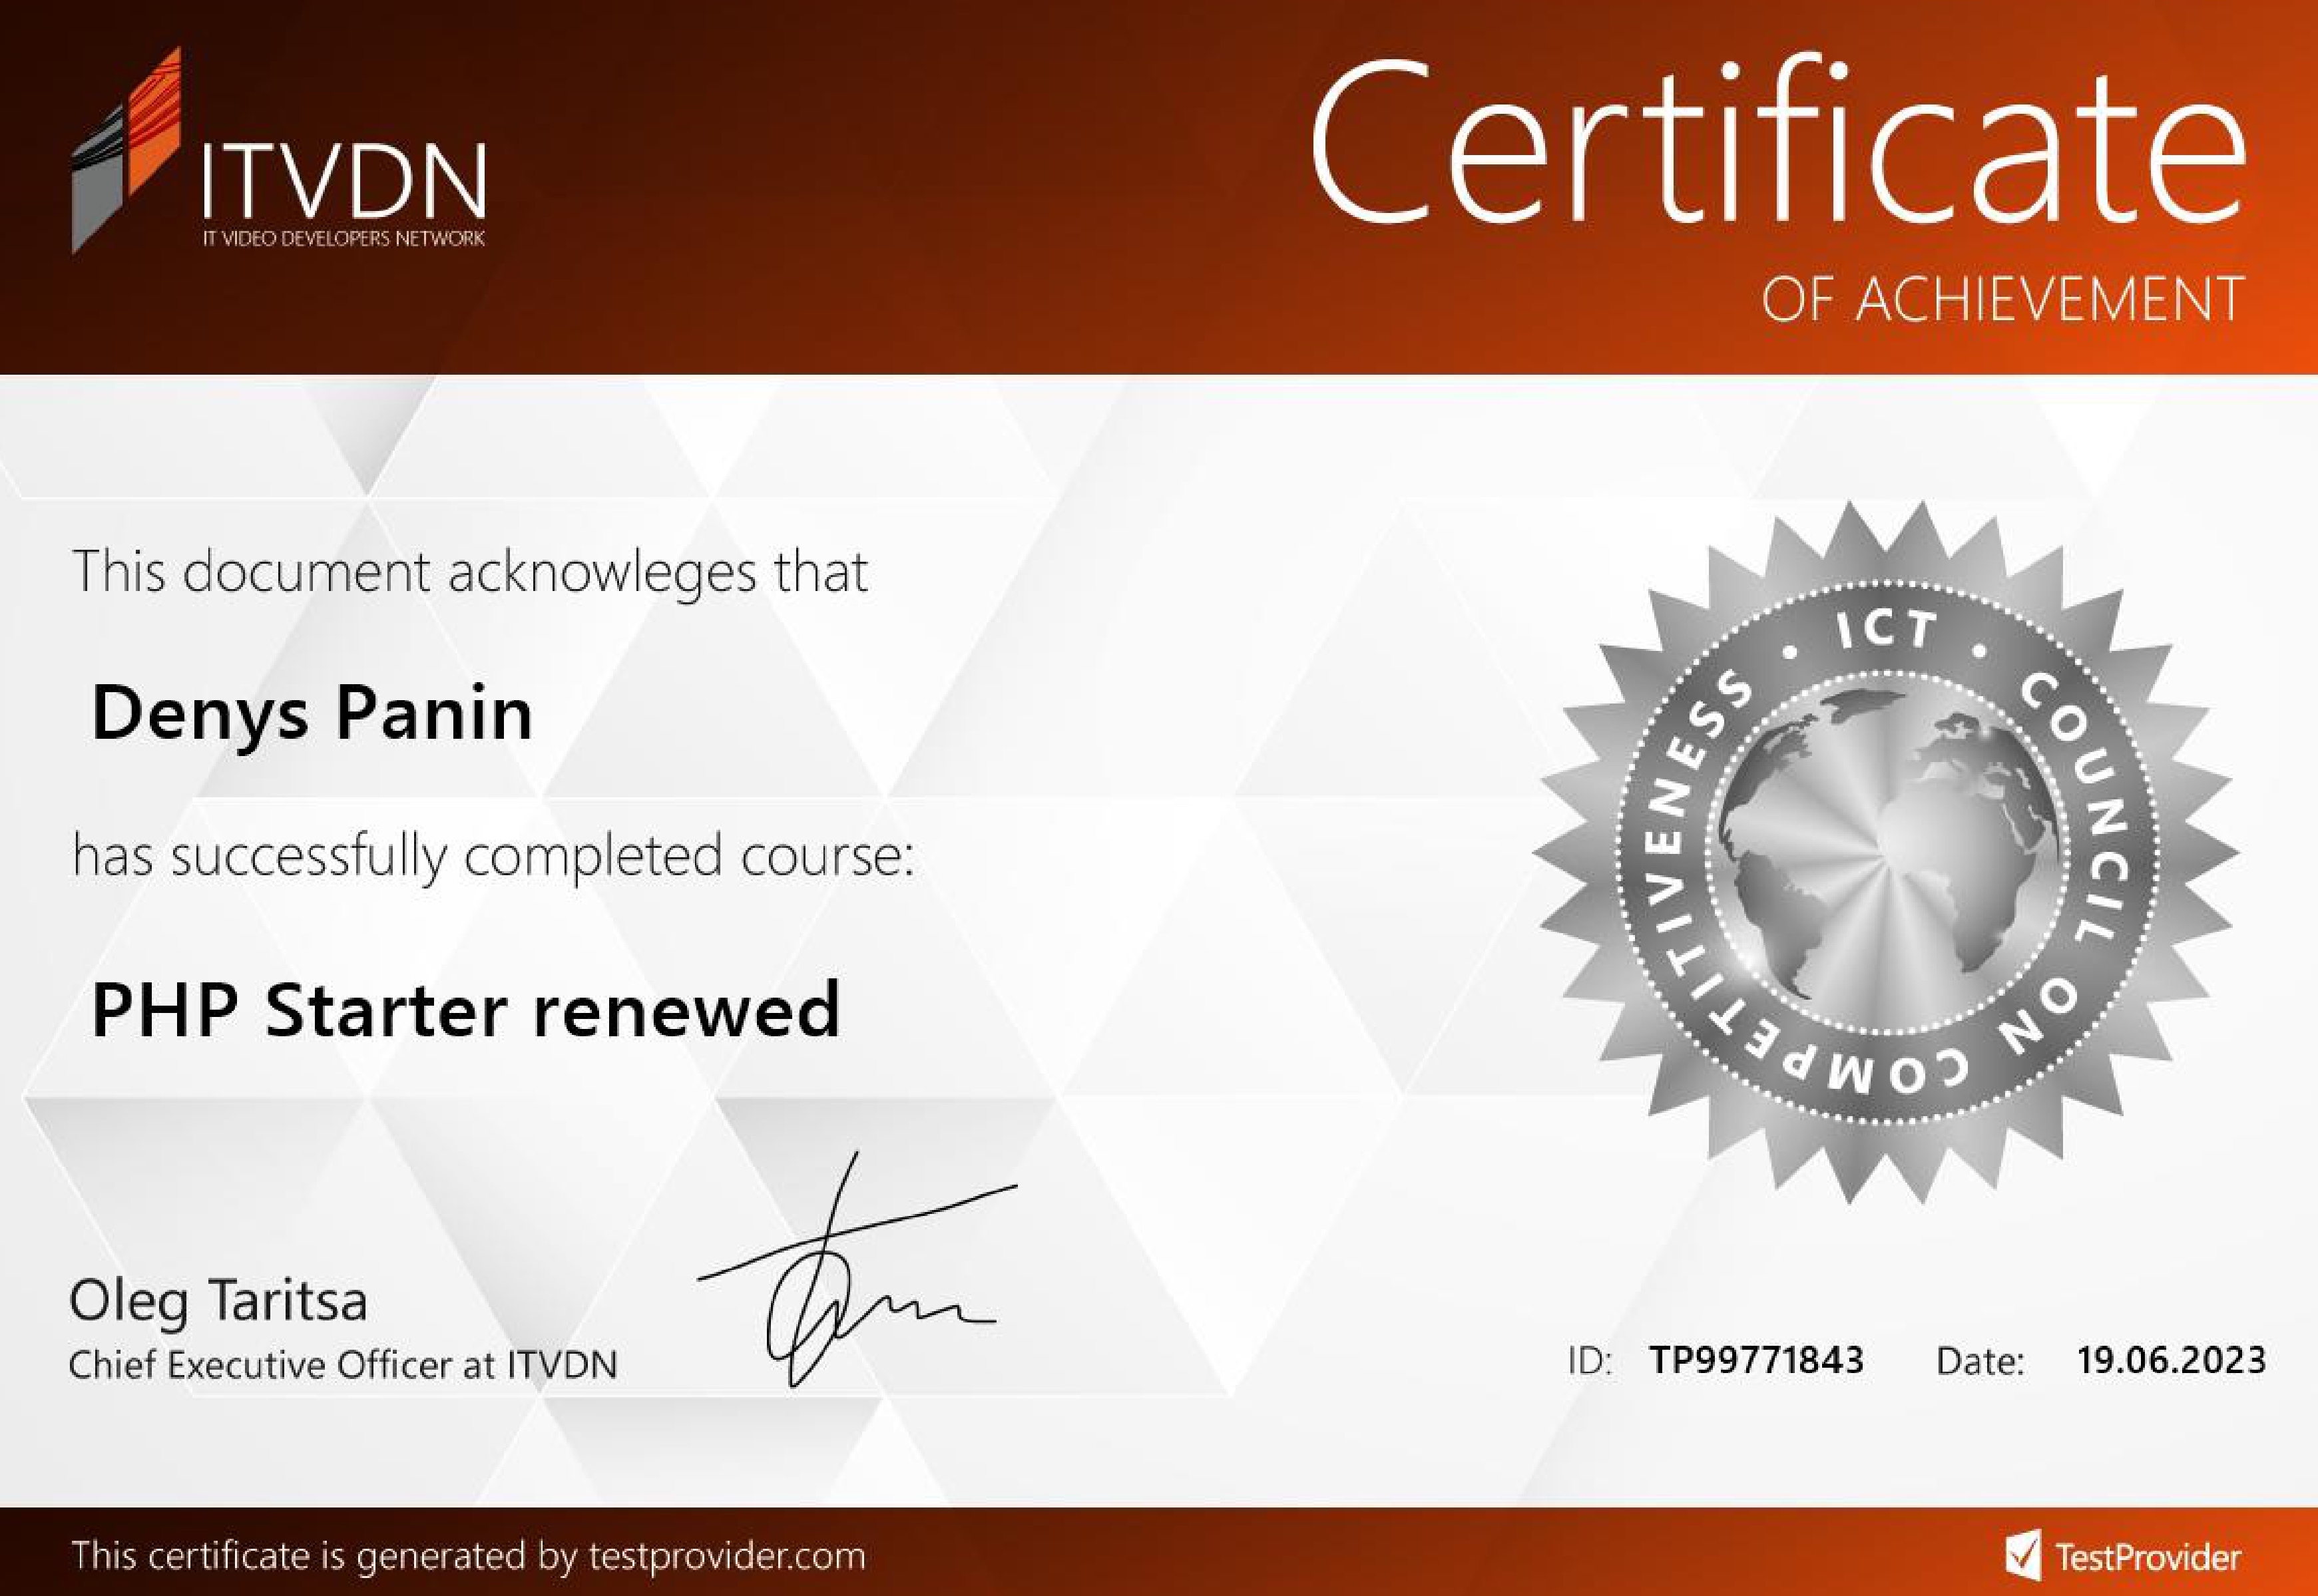 ITVDN
IT VIDEO DEVELOPERS NETWORK
Certificate
OF ACHIEVEMENT
This document acknowleges that
Denys Panin
has successfully completed course:
PHP Starter renewed
• ICT • COUNCIL ON COMPETITIVENESS
Oleg Taritsa
Chief Executive Officer at ITVDN
ID: TP99771843 Date: 19.06.2023
This certificate is generated by testprovider.com
TestProvider